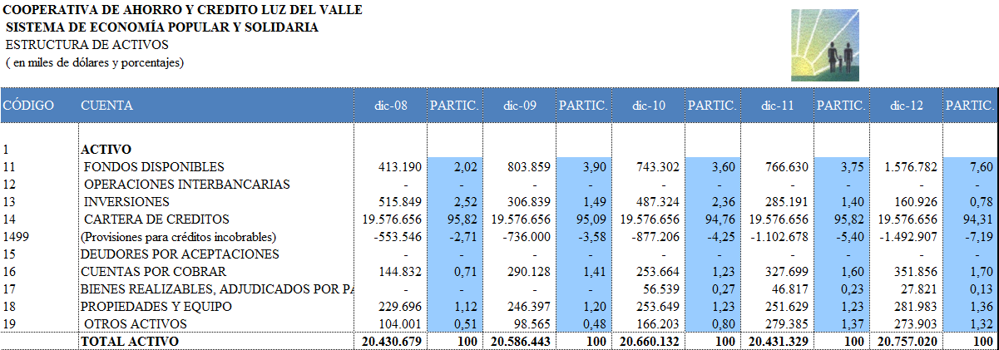 COOPERATIVA DE AHORRO Y CREDITO LUZ DEL VALLE
SISTEMA DE ECONOMÍA POPULAR Y SOLIDARIA
ESTRUCTURA DE ACTIVOS
( en miles de dólares y porcentajes)
CÓDIGO CUENTA dic-08 PARTIC. dic-09 PARTIC. dic-10 PARTIC. dic-11 PARTIC. dic-12 PARTIC.
1 ACTIVO
11 FONDOS DISPONIBLES 413.190 2,02 803.859 3,90 743.302 3,60 766.630 3,75 1.576.782 7,60
12 OPERACIONES INTERBANCARIAS - - - - - - - - - -
13 INVERSIONES 515.849 2,52 306.839 1,49 487.324 2,36 285.191 1,40 160.926 0,78
14 CARTERA DE CREDITOS 19.576.656 95,82 19.576.656 95,09 19.576.656 94,76 19.576.656 95,82 19.576.656 94,31
1499 (Provisiones para créditos incobrables) -553.546 -2,71 -736.000 -3,58 -877.206 -4,25 -1.102.678 -5,40 -1.492.907 -7,19
15 DEUDORES POR ACEPTACIONES - - - - - - - - - -
16 CUENTAS POR COBRAR 144.832 0,71 290.128 1,41 253.664 1,23 327.699 1,60 351.856 1,70
17 BIENES REALIZABLES, ADJUDICADOS POR PA - - - - 56.539 0,27 46.817 0,23 27.821 0,13
18 PROPIEDADES Y EQUIPO 229.696 1,12 246.397 1,20 253.649 1,23 251.629 1,23 281.983 1,36
19 OTROS ACTIVOS 104.001 0,51 98.565 0,48 166.203 0,80 279.385 1,37 273.903 1,32
TOTAL ACTIVO 20.430.679 100 20.586.443 100 20.660.132 100 20.431.329 100 20.757.020 100